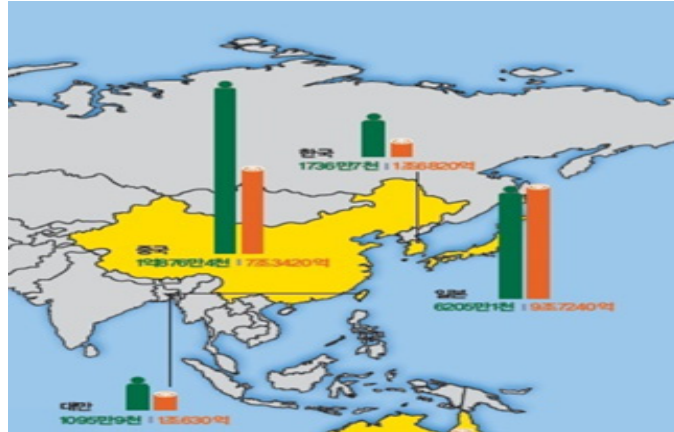 한국
1736만7천 : 1조6820억
중국
1억876만4천 : 7조3420억
일본
6205만1천 : 9조7240억
대만
1095만9천 : 1조630억